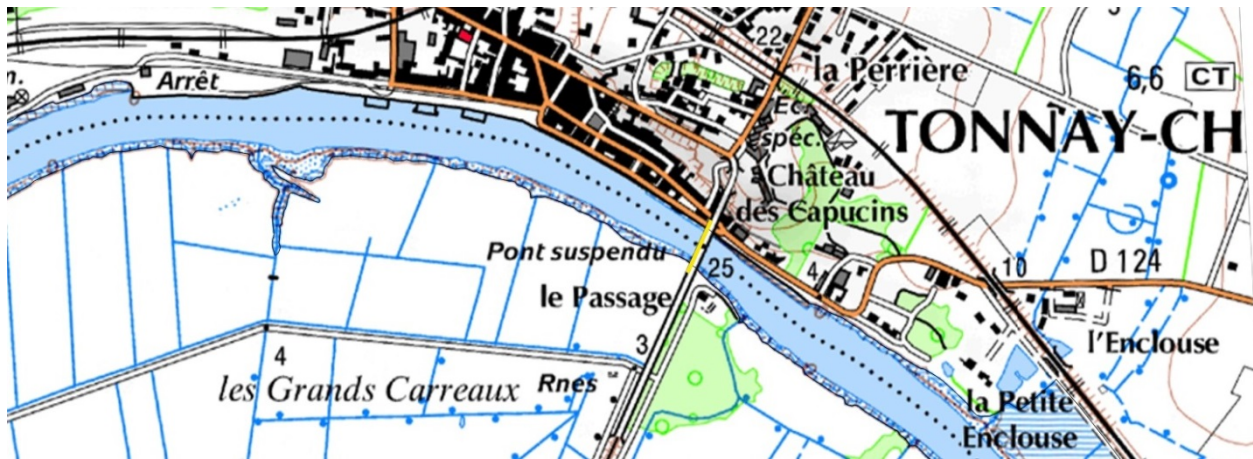 22
la Perrière
6,6
CT
n.
Arrêt
TONNAY-CH
Ec.
spéc.
Château
des Capucins
Pont suspendu
25
4
10
D 124
le Passage
3
l'Enclouse
4
les Grands Carreaux
Rnes
la Petite
Enclouse